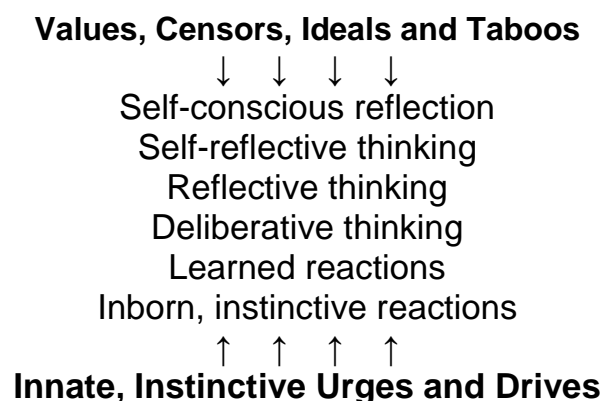 Values, Censors, Ideals and Taboos
↓ ↓ ↓ ↓
Self-conscious reflection
Self-reflective thinking
Reflective thinking
Deliberative thinking
Learned reactions
Inborn, instinctive reactions
↑ ↑ ↑ ↑
Innate, Instinctive Urges and Drives